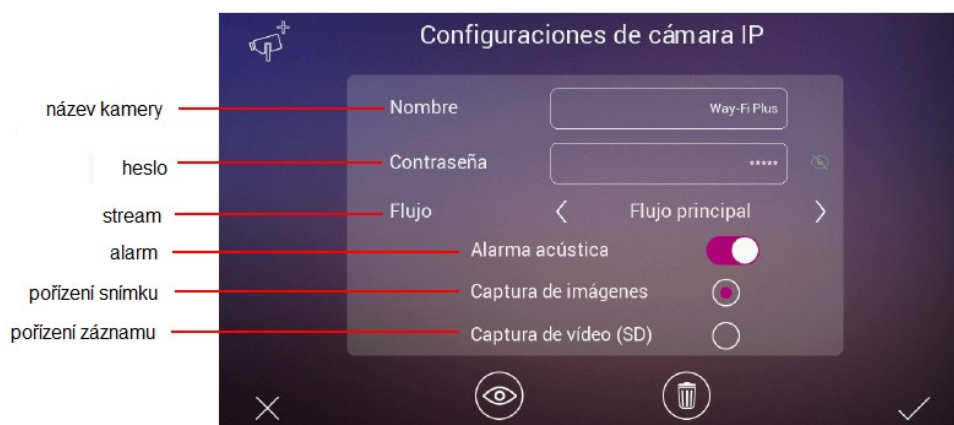 Configuraciones de cámara IP
název kamery
Nombre
Way-Fi Plus
heslo
Contraseña
*****
stream
Flujo
Flujo principal
alarm
Alarma acústica
pořízení snímku
Captura de imágenes
pořízení záznamu
Captura de vídeo (SD)